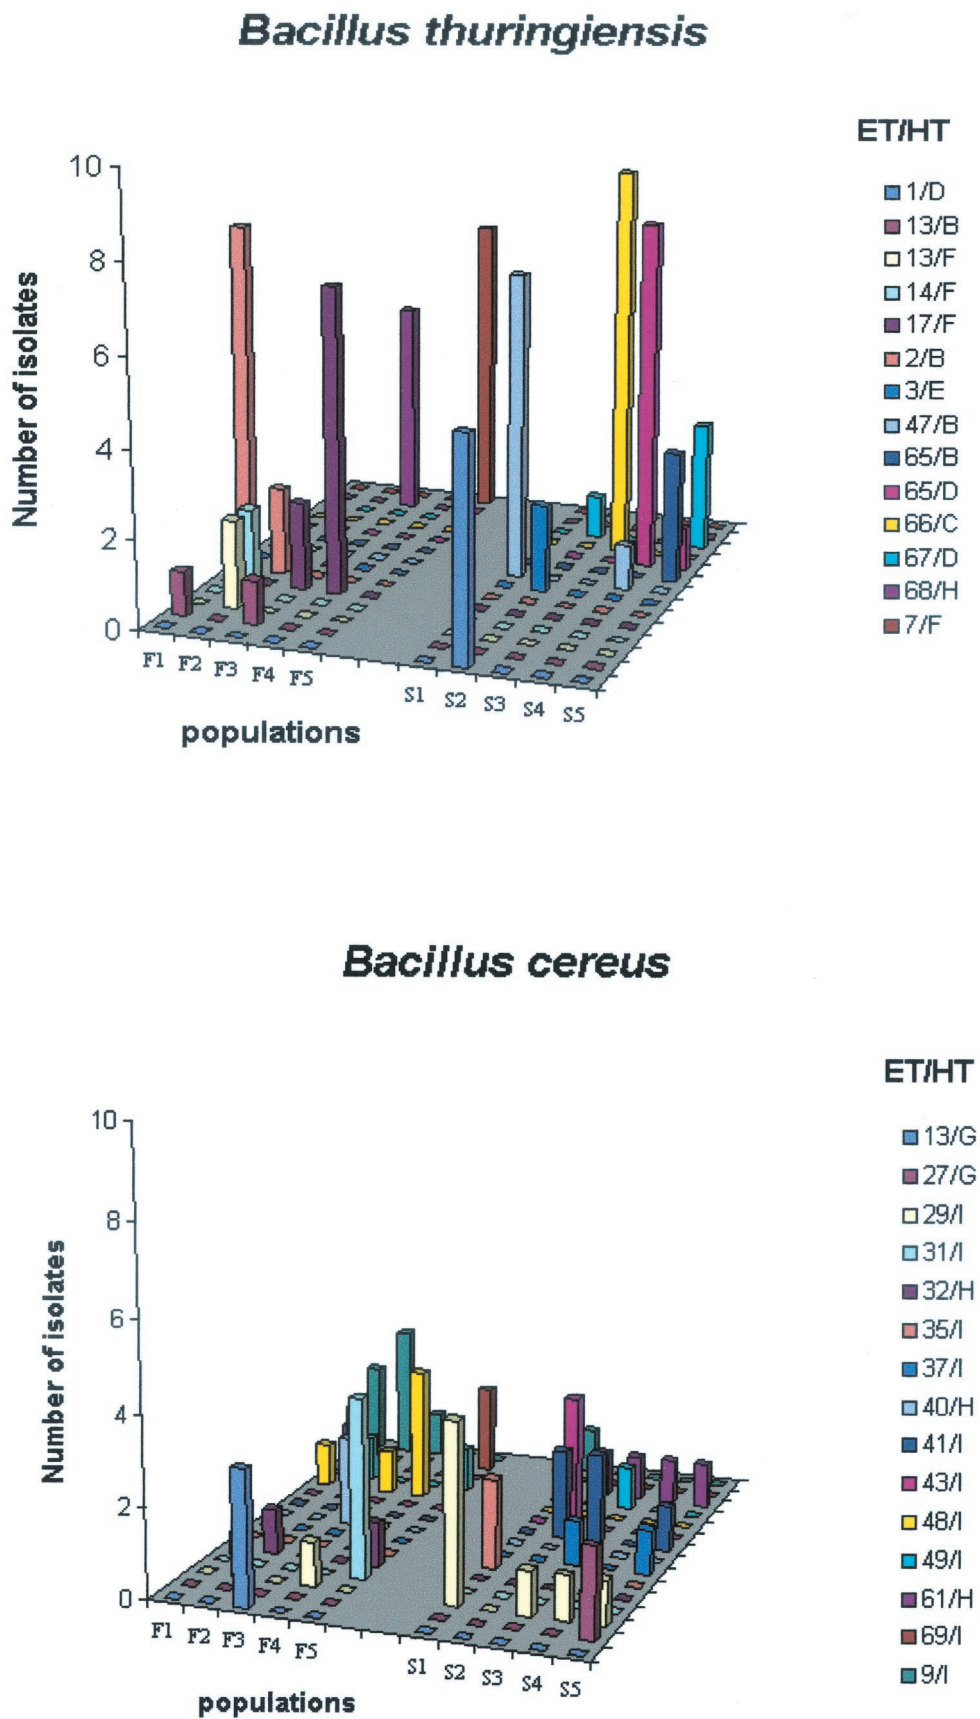 Bacillus thuringiensis
ET/HT
1/D
13/B
13/F
14/F
17/F
2/B
3/E
47/B
65/B
65/D
66/C
67/D
68/H
7/F
Number of isolates
10
8
6
4
2
0
F1 F2 F3 F4 F5 S1 S2 S3 S4 S5
populations
Bacillus cereus
ET/HT
13/G
27/G
29/I
31/I
32/H
35/I
37/I
40/H
41/I
43/I
48/I
49/I
61/H
69/I
9/I
Number of isolates
10
8
6
4
2
0
F1 F2 F3 F4 F5 S1 S2 S3 S4 S5
populations